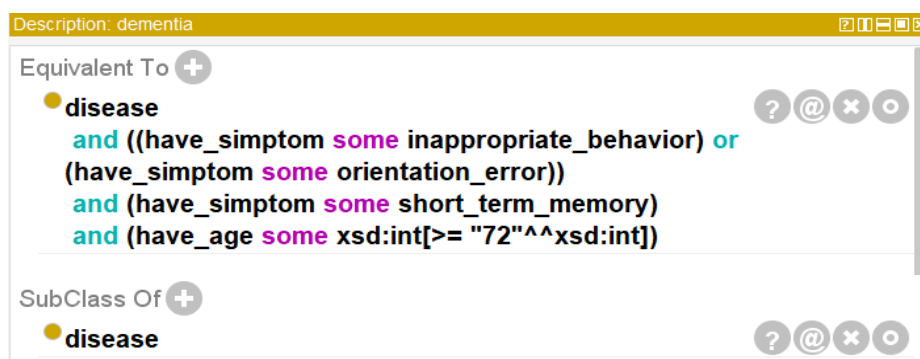 Description: dementia
Equivalent To
disease
and ((have_simptom some inappropriate_behavior) or
(have_simptom some orientation_error))
and (have_simptom some short_term_memory)
and (have_age some xsd:int[>= "72"^^xsd:int])
SubClass Of
disease